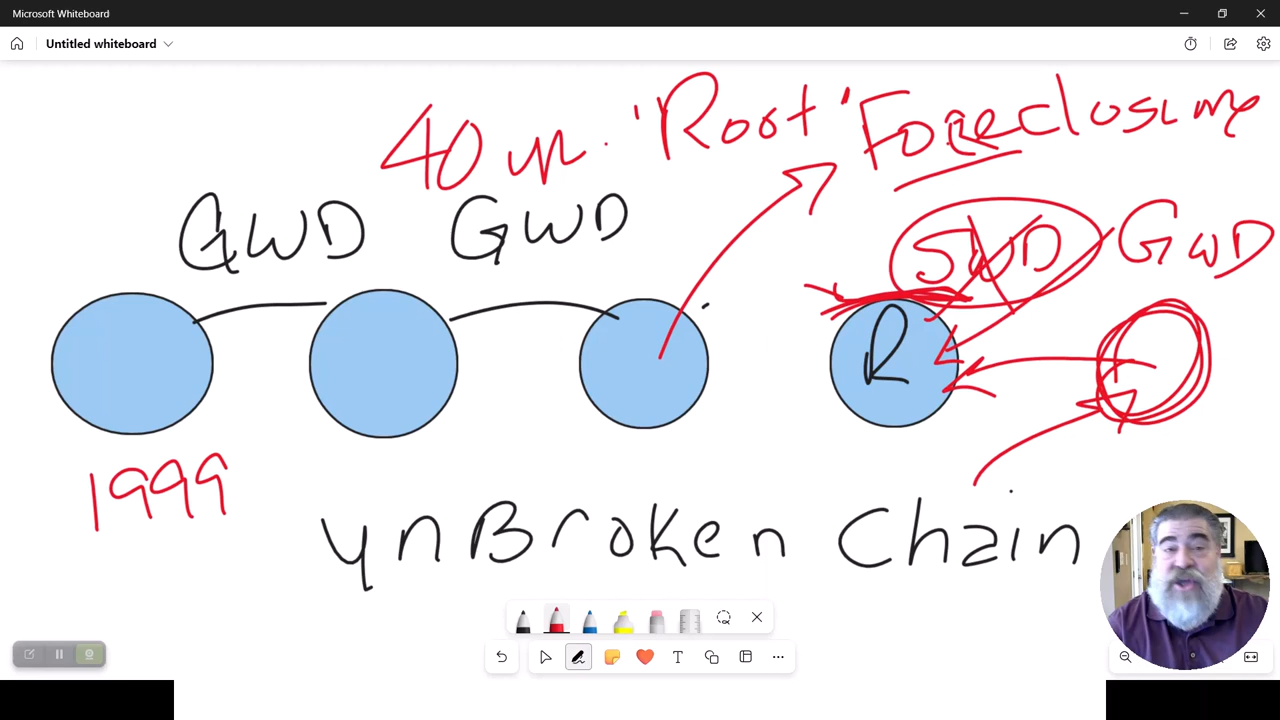 Microsoft Whiteboard
Untitled whiteboard
40 yr. 'Root' Foreclosure
GWD GWD SWD GWD
R
1999
UnBroken Chain
T